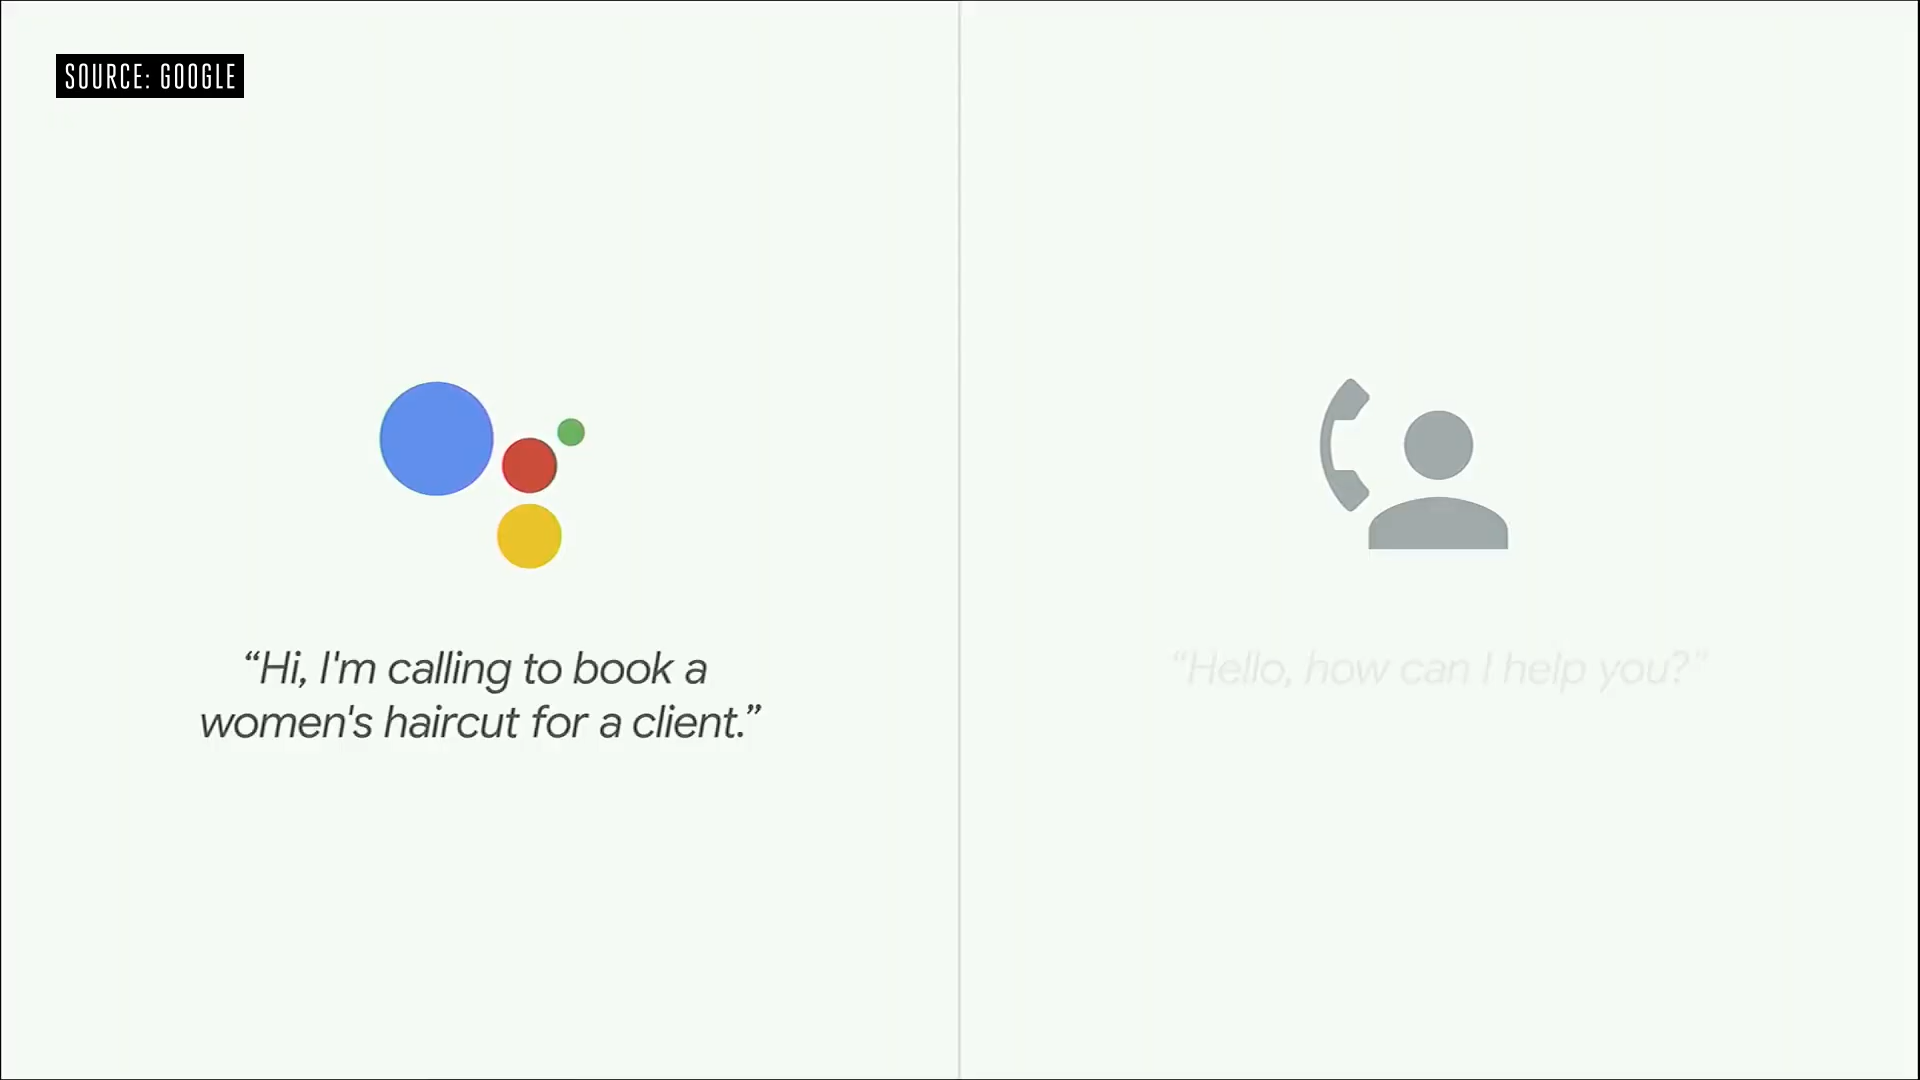 SOURCE: GOOGLE
“Hi, I'm calling to book a
women's haircut for a client.”
“Hello, how can I help you?”